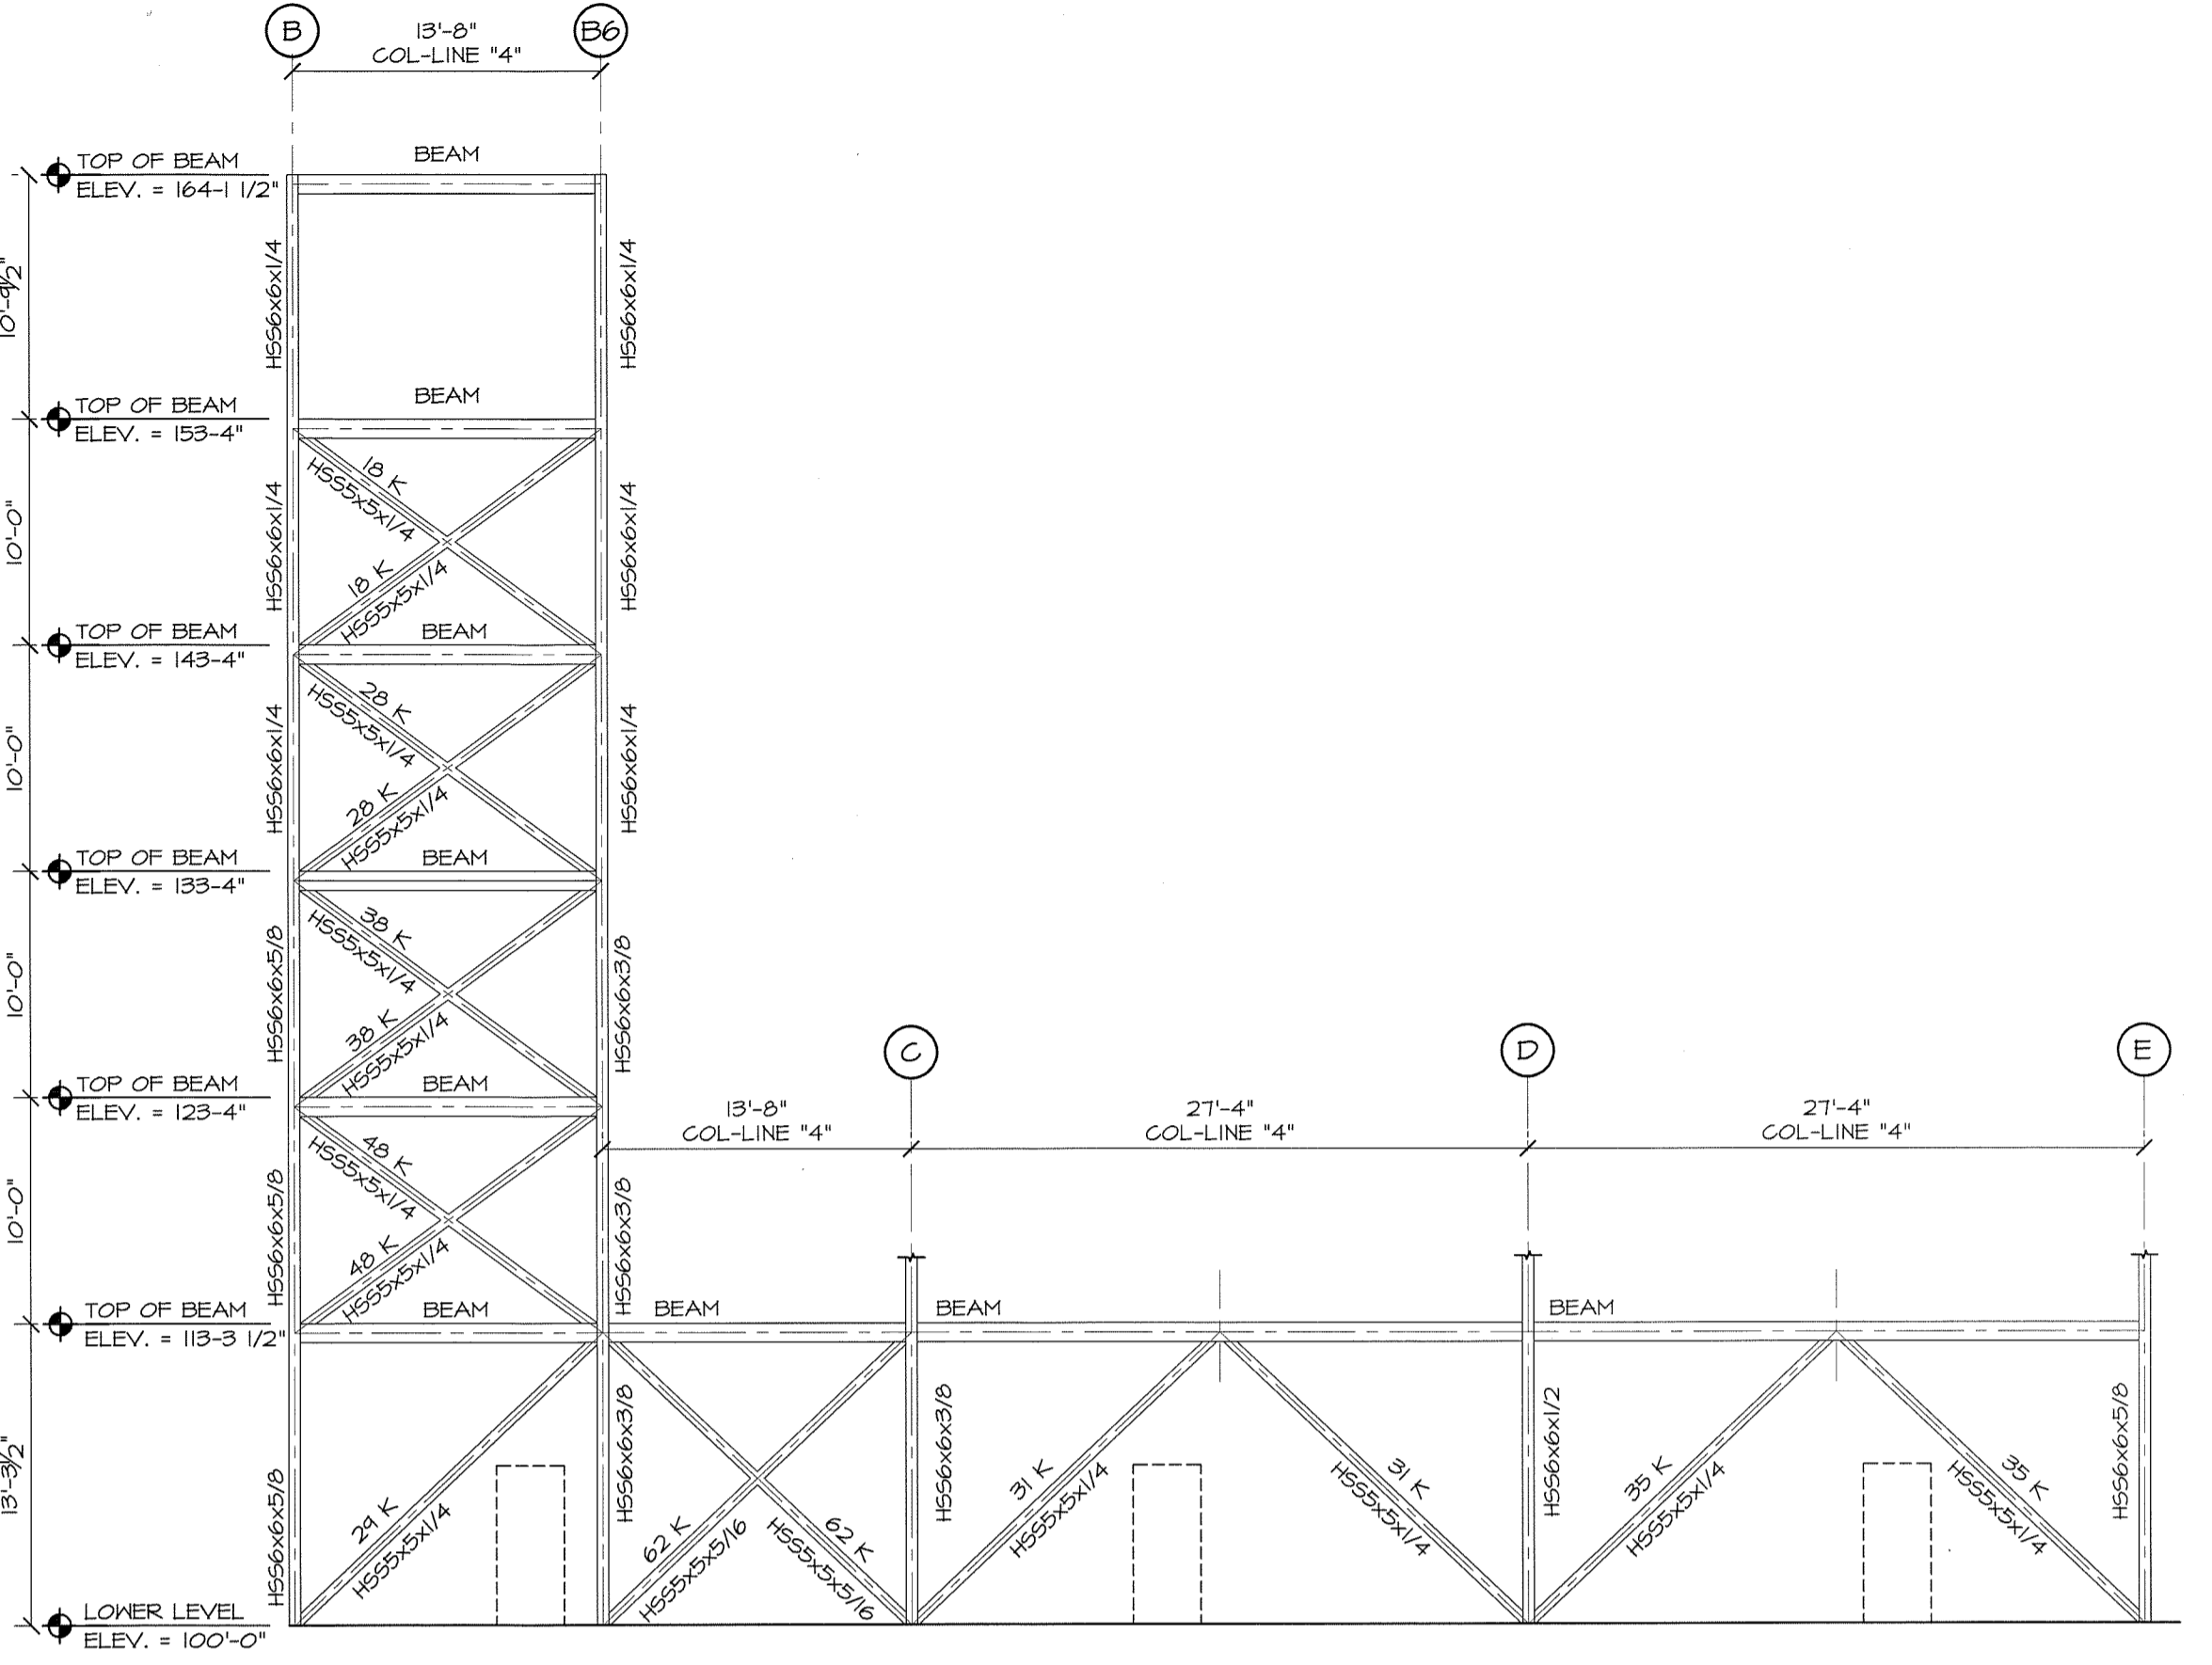 B
13'-8"
COL-LINE "4"
B6
TOP OF BEAM
ELEV. = 164-1 1/2"
BEAM
10'-9½"
HSS6x6x1/4
HSS6x6x1/4
TOP OF BEAM
ELEV. = 153-4"
BEAM
10'-0"
HSS6x6x1/4
18 K
HSS5x5x1/4
18 K
HSS5x5x1/4
HSS6x6x1/4
TOP OF BEAM
ELEV. = 143-4"
BEAM
10'-0"
HSS6x6x1/4
28 K
HSS5x5x1/4
28 K
HSS5x5x1/4
HSS6x6x1/4
TOP OF BEAM
ELEV. = 133-4"
BEAM
10'-0"
HSS6x6x5/8
38 K
HSS5x5x1/4
38 K
HSS5x5x1/4
HSS6x6x3/8
TOP OF BEAM
ELEV. = 123-4"
BEAM
C
D
E
13'-8"
COL-LINE "4"
27'-4"
COL-LINE "4"
27'-4"
COL-LINE "4"
10'-0"
HSS6x6x5/8
48 K
HSS5x5x1/4
48 K
HSS5x5x1/4
HSS6x6x3/8
TOP OF BEAM
ELEV. = 113-3 1/2"
BEAM
BEAM
BEAM
BEAM
13'-3½"
HSS6x6x5/8
29 K
HSS5x5x1/4
HSS6x6x3/8
62 K
HSS5x5x5/16
62 K
HSS5x5x5/16
HSS6x6x3/8
31 K
HSS5x5x1/4
31 K
HSS5x5x1/4
HSS6x6x1/2
35 K
HSS5x5x1/4
35 K
HSS5x5x1/4
HSS6x6x5/8
LOWER LEVEL
ELEV. = 100'-0"